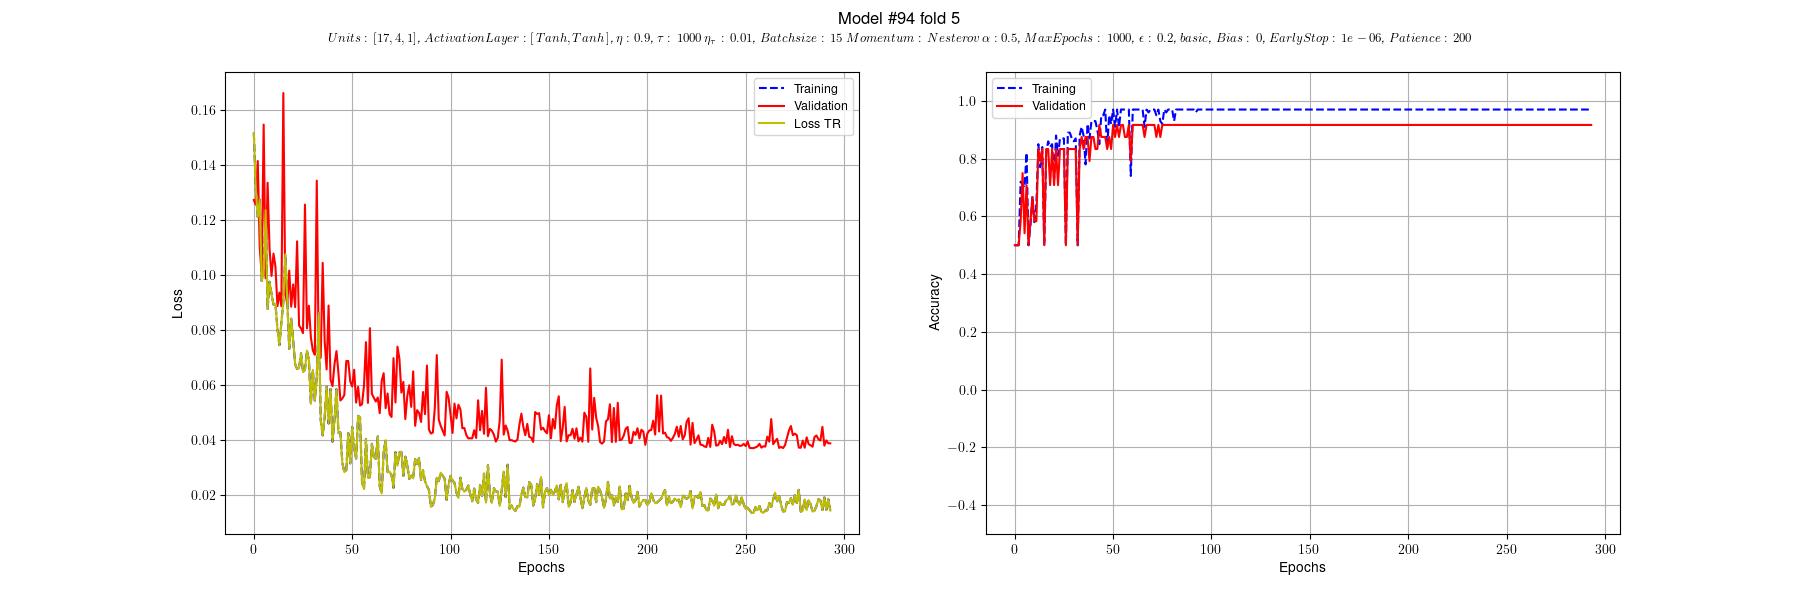 Model #94 fold 5
Units : [17, 4, 1], ActivationLayer : [Tanh, Tanh], η : 0.9, τ : 1000 ητ : 0.01, Batchsize : 15 Momentum : Nesterov α : 0.5, MaxEpochs : 1000, ϵ : 0.2, basic, Bias : 0, EarlyStop : 1e − 06, Patience : 200
Training
Validation
Loss TR
0.16
0.14
0.12
0.10
0.08
0.06
0.04
0.02
Loss
0 50 100 150 200 250 300
Epochs
Training
Validation
1.0
0.8
0.6
0.4
0.2
0.0
−0.2
−0.4
Accuracy
0 50 100 150 200 250 300
Epochs